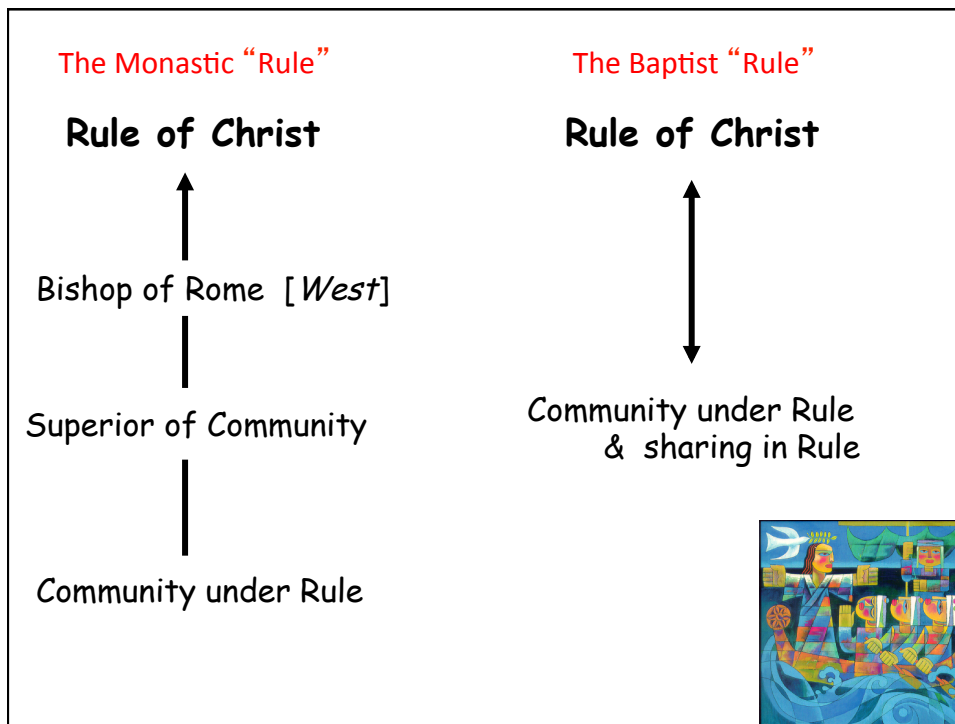 The Monastic “Rule”
Rule of Christ
Bishop of Rome [West]
Superior of Community
Community under Rule
The Baptist “Rule”
Rule of Christ
Community under Rule
& sharing in Rule